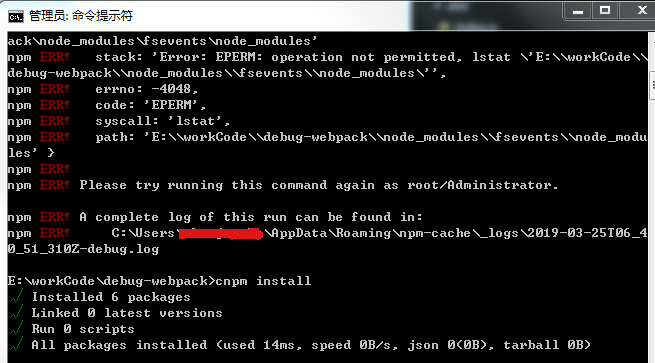 管理员: 命令提示符
ack\node_modules\fsevents\node_modules'
npm ERR!   stack: 'Error: EPERM: operation not permitted, lstat \'E:\\workCode\\
debug-webpack\\node_modules\\fsevents\\node_modules\'',
npm ERR!   errno: -4048,
npm ERR!   code: 'EPERM',
npm ERR!   syscall: 'lstat',
npm ERR!   path: 'E:\\workCode\\debug-webpack\\node_modules\\fsevents\\node_modu
les' }
npm ERR!
npm ERR! Please try running this command again as root/Administrator.
npm ERR! A complete log of this run can be found in:
npm ERR!     C:\Users\ \AppData\Roaming\npm-cache\_logs\2019-03-25T06_4
0_51_310Z-debug.log
E:\workCode\debug-webpack>cnpm install
√ Installed 6 packages
√ Linked 0 latest versions
√ Run 0 scripts
√ All packages installed (used 14ms, speed 0B/s, json 0(0B), tarball 0B)